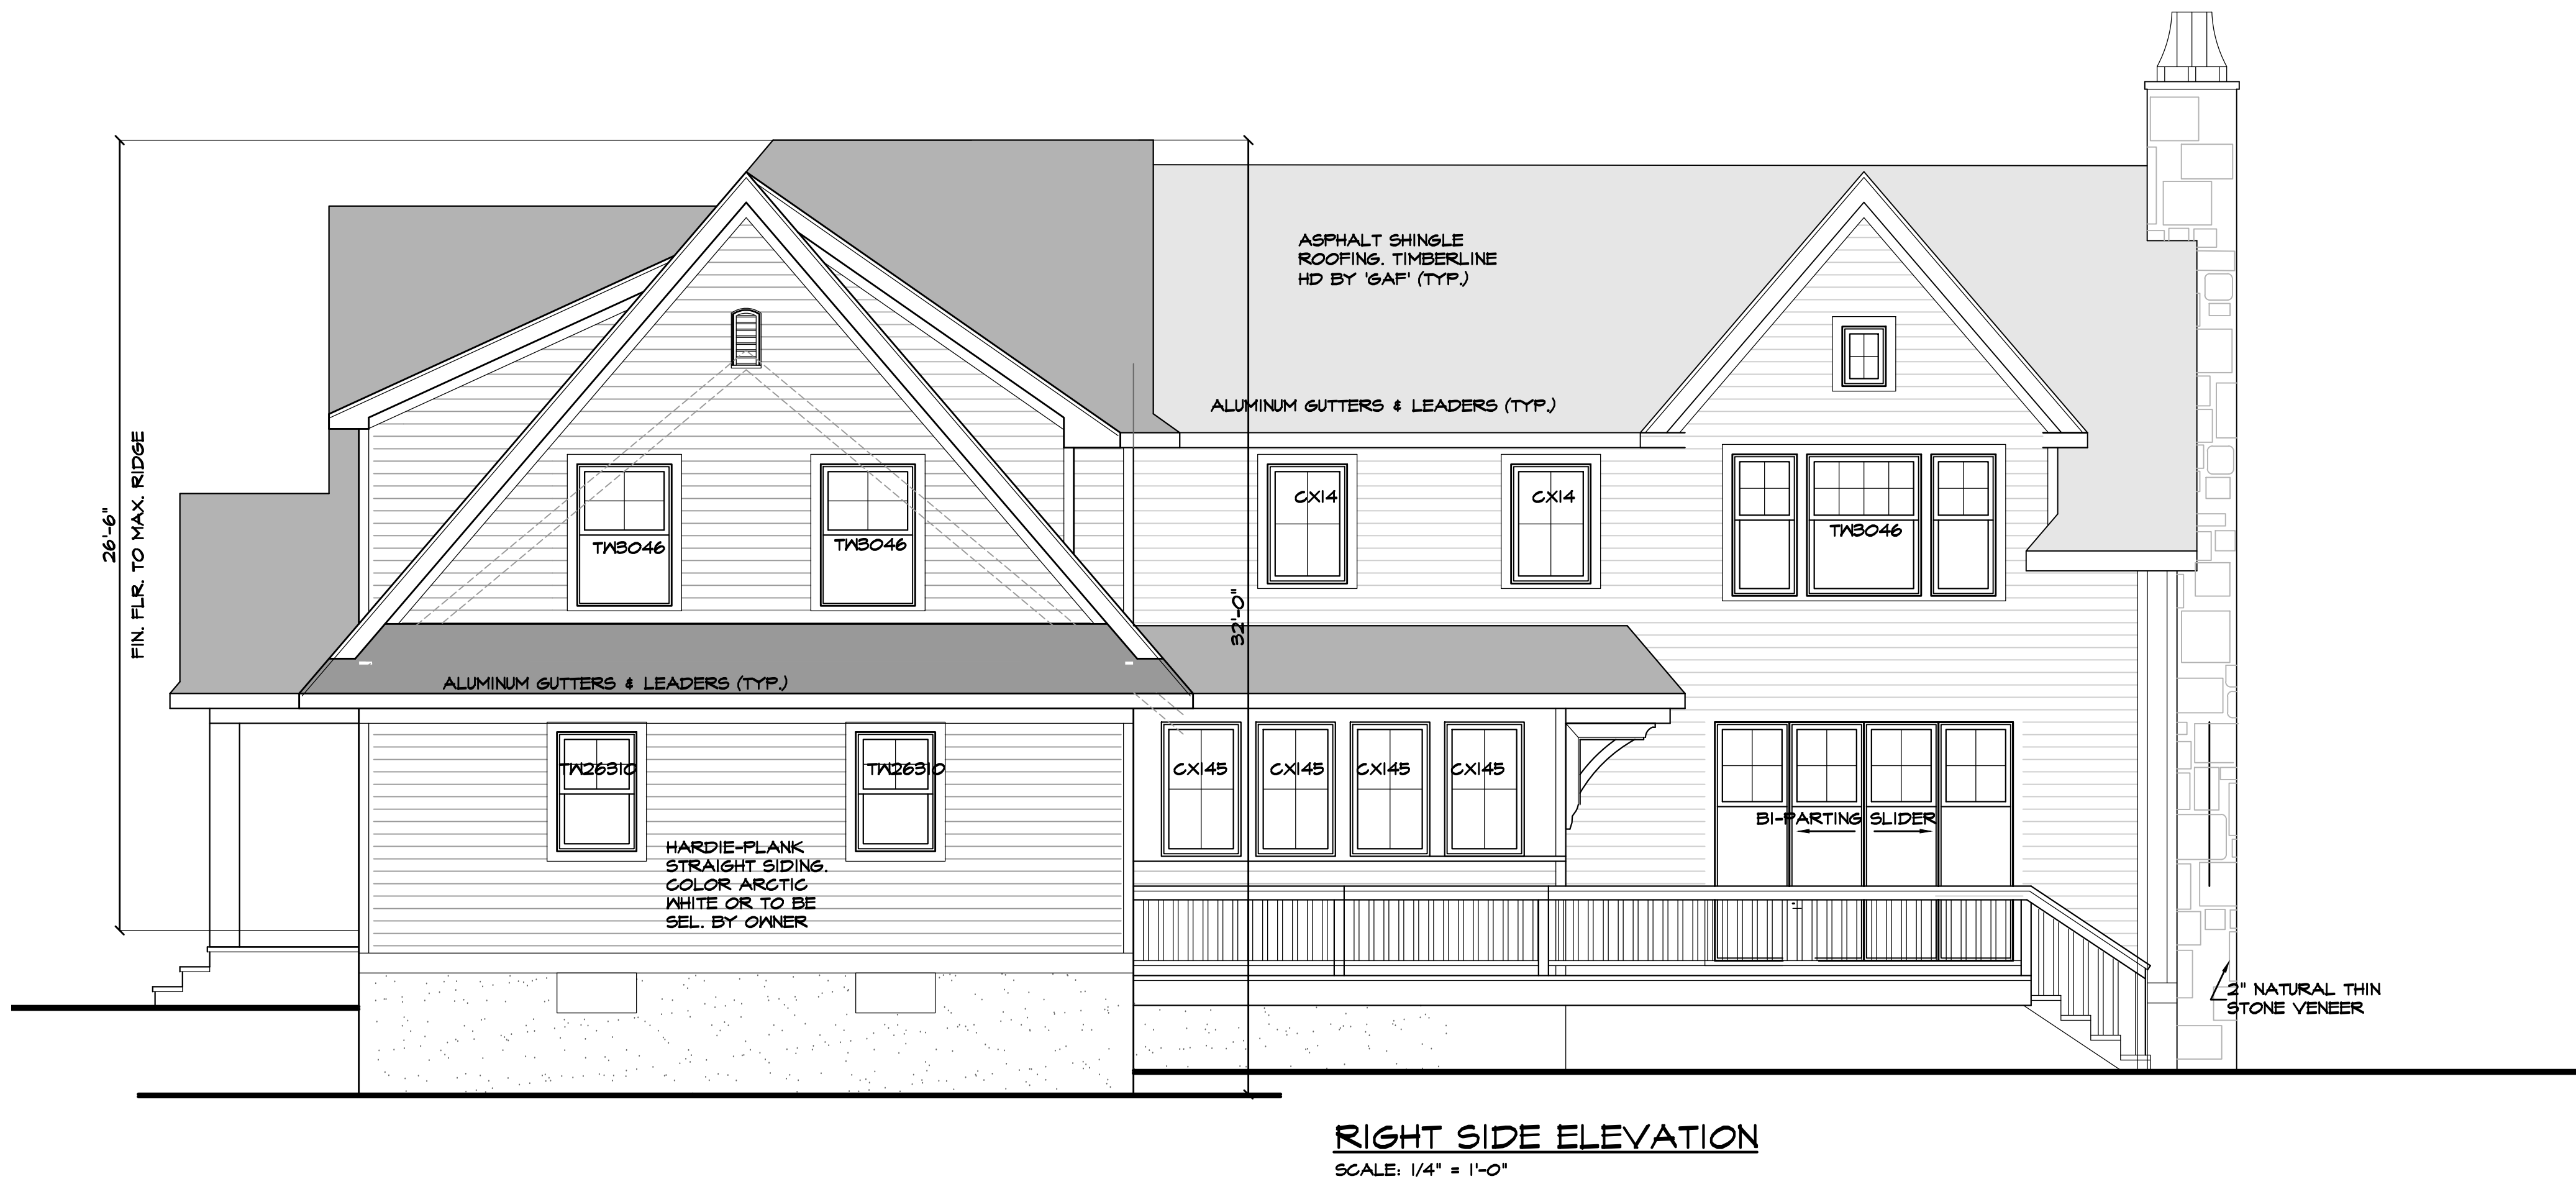 ASPHALT SHINGLE
ROOFING. TIMBERLINE
HD BY 'GAF' (TYP.)
ALUMINUM GUTTERS & LEADERS (TYP.)
26'-6"
FIN. FLR. TO MAX. RIDGE
CX14
CX14
TW3046
TW3046
TW3046
32'-0"
ALUMINUM GUTTERS & LEADERS (TYP.)
TW26310
TW26310
CX145
CX145
CX145
CX145
BI-PARTING SLIDER
HARDIE-PLANK
STRAIGHT SIDING.
COLOR ARCTIC
WHITE OR TO BE
SEL. BY OWNER
2" NATURAL THIN
STONE VENEER
RIGHT SIDE ELEVATION
SCALE: 1/4" = 1'-0"